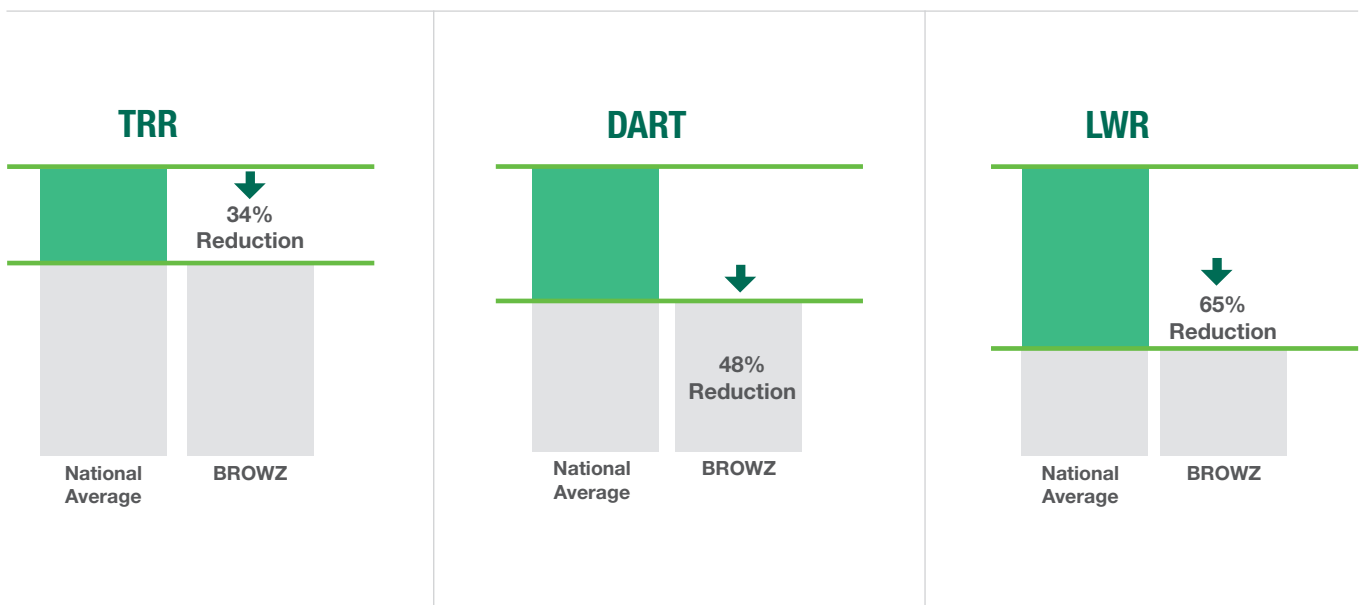 TRR
34%
Reduction
National
Average
BROWZ
DART
48%
Reduction
National
Average
BROWZ
LWR
65%
Reduction
National
Average
BROWZ